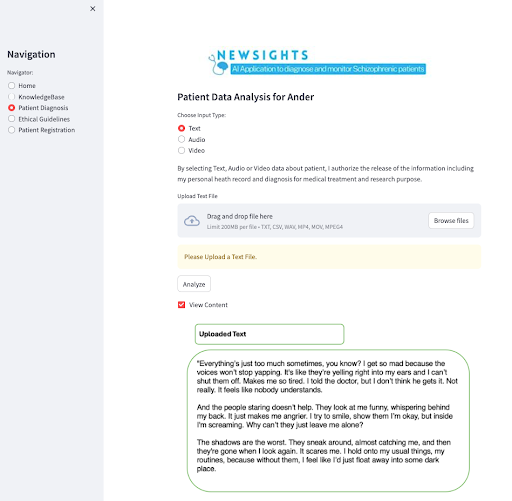 ×
Navigation
Navigator:
Home
KnowledgeBase
Patient Diagnosis
Ethical Guidelines
Patient Registration
NEWSIGHTS
AI Application to diagnose and monitor Schizophrenic patients
Patient Data Analysis for Ander
Choose Input Type:
Text
Audio
Video
By selecting Text, Audio or Video data about patient, I authorize the release of the information including
my personal heath record and diagnosis for medical treatment and research purpose.
Upload Text File
Drag and drop file here
Limit 200MB per file • TXT, CSV, WAV, MP4, MOV, MPEG4
Browse files
Please Upload a Text File.
Analyze
View Content
Uploaded Text
"Everything's just too much sometimes, you know? I get so mad because the
voices won't stop yapping. It's like they're yelling right into my ears and I can't
shut them off. Makes me so tired. I told the doctor, but I don't think he gets it. Not
really. It feels like nobody understands.
And the people staring doesn't help. They look at me funny, whispering behind
my back. It just makes me angrier. I try to smile, show I'm okay, but inside
I'm screaming. Why can't they just leave me alone?
The shadows are the worst. They sneak around, almost catching me, and then
they're gone when I look again. It scares me. I hold onto my usual things, my
routines, because without them, I feel like I'd just float away into some dark
place.